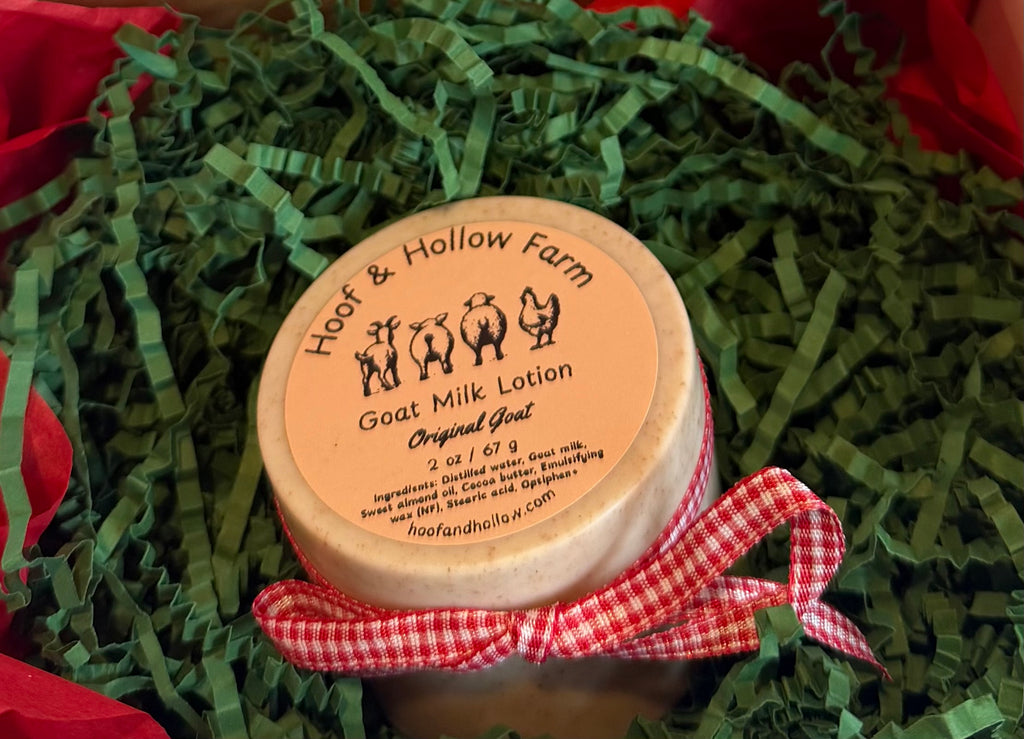 Hoof & Hollow Farm
Goat Milk Lotion
Original Goat
2 oz / 67 g
Ingredients: Distilled water, Goat milk,
Sweet almond oil, Cocoa butter, Emulsifying
wax (NF), Stearic acid, Optiphen+
hoofandhollow.com